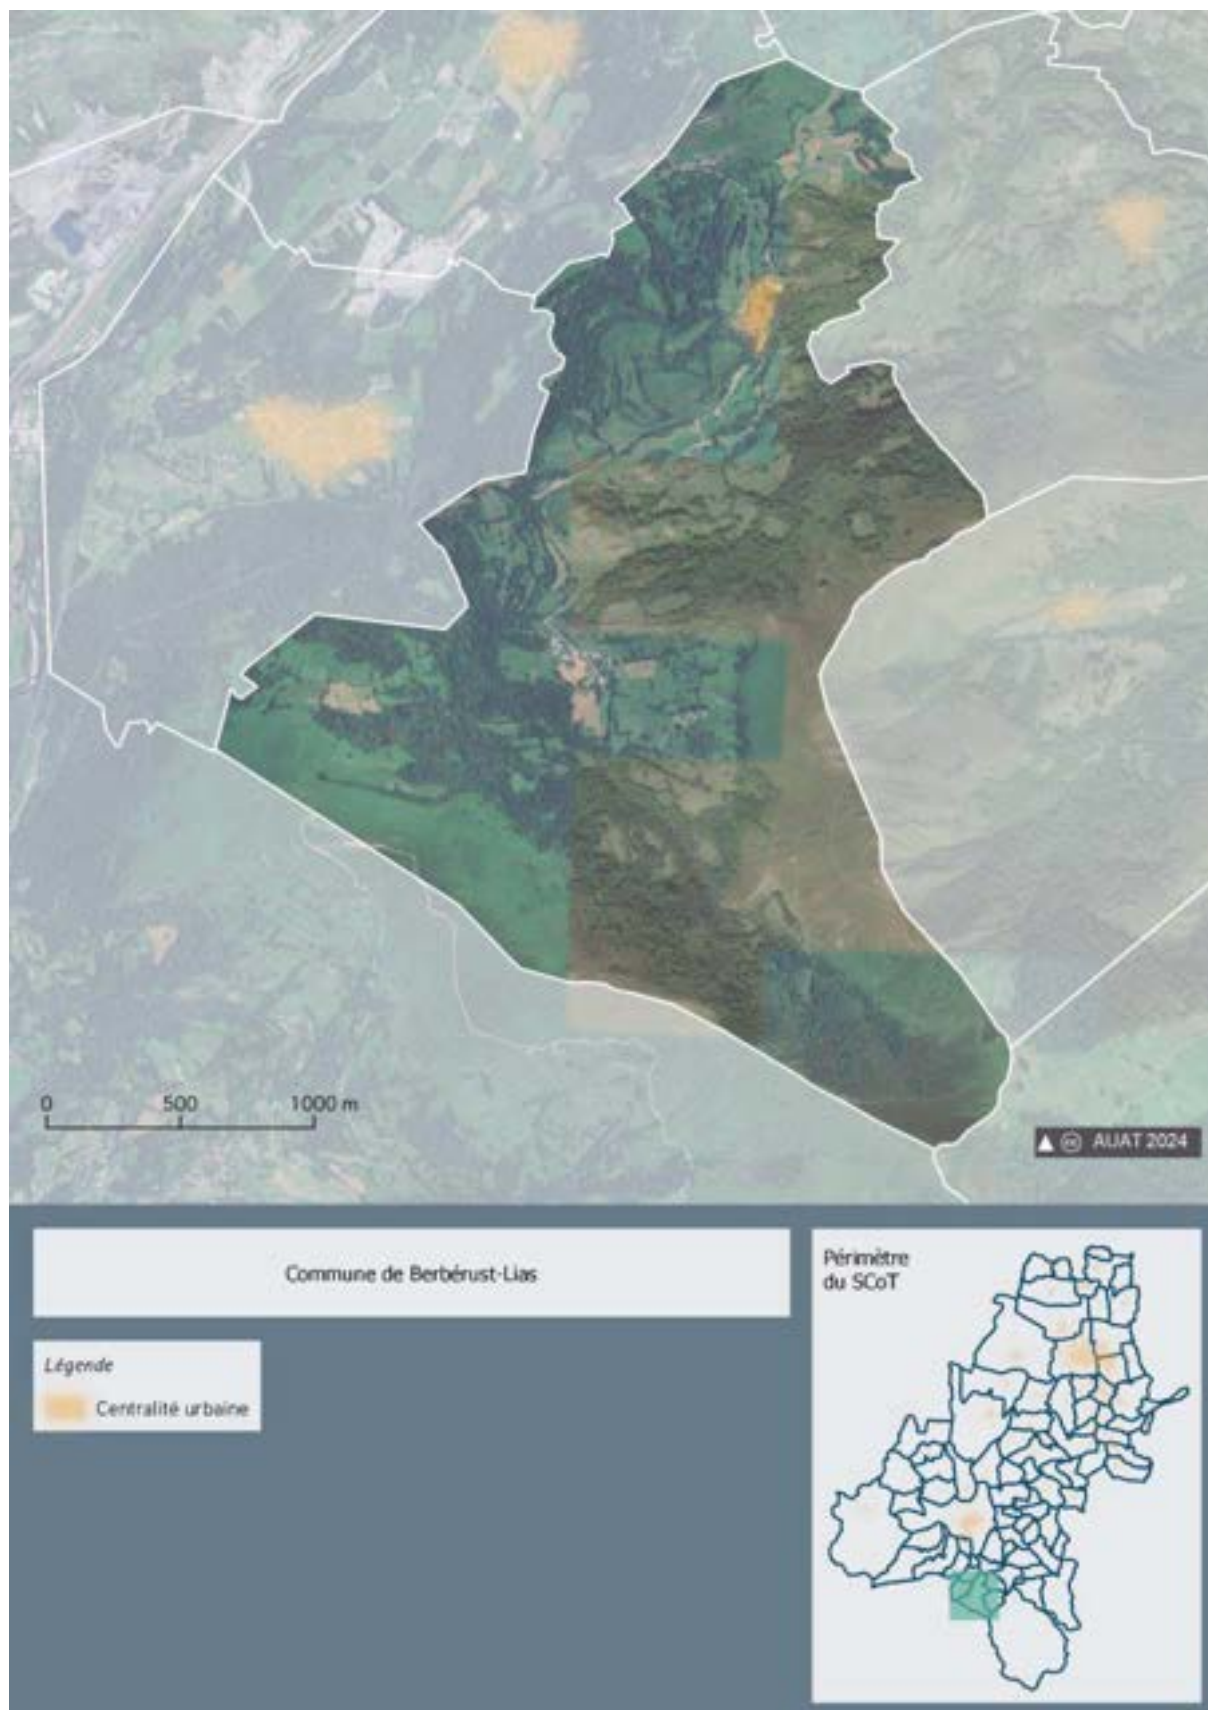 0 500 1000 m
AUAT 2024
Commune de Berbérust-Lias
Légende
Centralité urbaine
Périmètre
du SCoT